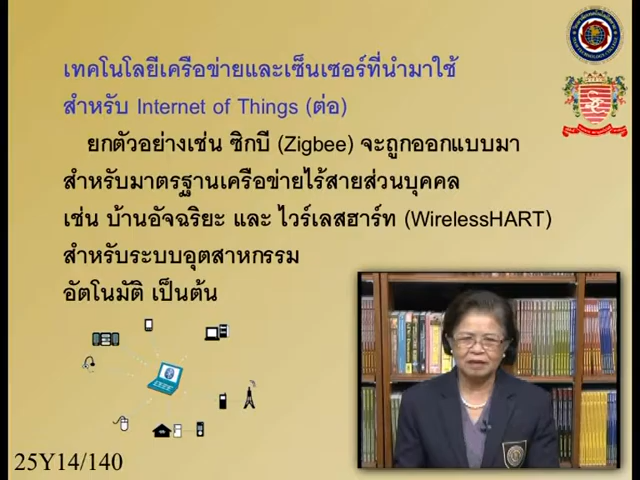 เทคโนโลยีเครือข่ายและเซ็นเซอร์ที่นำมาใช้
สำหรับ Internet of Things (ต่อ)
ยกตัวอย่างเช่น ซิกบี (Zigbee) จะถูกออกแบบมา
สำหรับมาตรฐานเครือข่ายไร้สายส่วนบุคคล
เช่น บ้านอัจฉริยะ และ ไวร์เลสฮาร์ท (WirelessHART)
สำหรับระบบอุตสาหกรรม
อัตโนมัติ เป็นต้น
25Y14/140